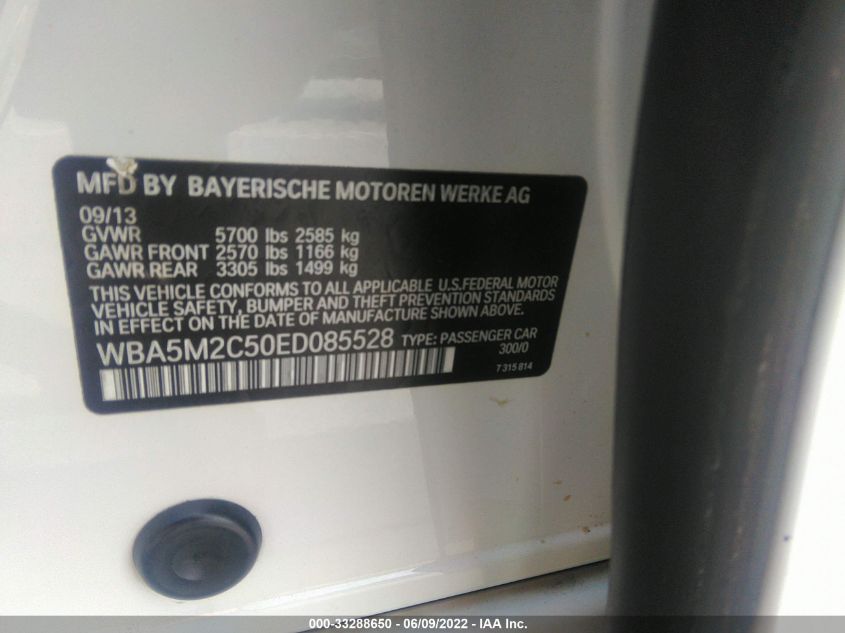 MFD BY BAYERISCHE MOTOREN WERKE AG
09/13
GVWR 5700 lbs 2585 kg
GAWR FRONT 2570 lbs 1166 kg
GAWR REAR 3305 lbs 1499 kg
THIS VEHICLE CONFORMS TO ALL APPLICABLE U.S.FEDERAL MOTOR
VEHICLE SAFETY, BUMPER AND THEFT PREVENTION STANDARDS
IN EFFECT ON THE DATE OF MANUFACTURE SHOWN ABOVE.
WBA5M2C50ED085528 TYPE: PASSENGER CAR
300/0
7 315 814
000-33288650 - 06/09/2022 - IAA Inc.